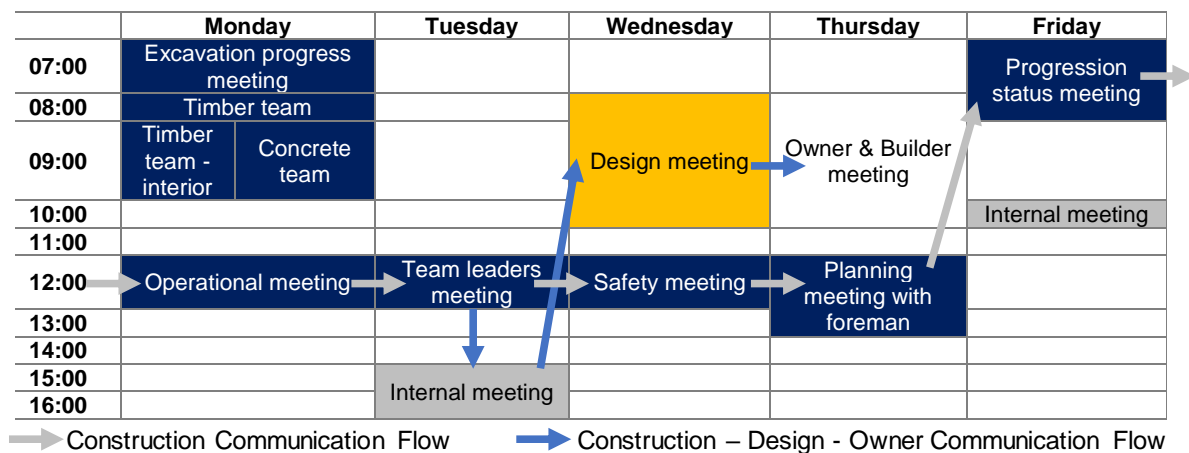 Monday Tuesday Wednesday Thursday Friday
07:00
Excavation progress
meeting
Progression
status meeting
08:00
Timber team
09:00
Timber
team -
interior
Concrete
team
Design meeting
Owner & Builder
meeting
10:00
Internal meeting
11:00
12:00
Operational meeting
Team leaders
meeting
Safety meeting
Planning
meeting with
foreman
13:00
14:00
15:00
Internal meeting
16:00
Construction Communication Flow
Construction – Design - Owner Communication Flow